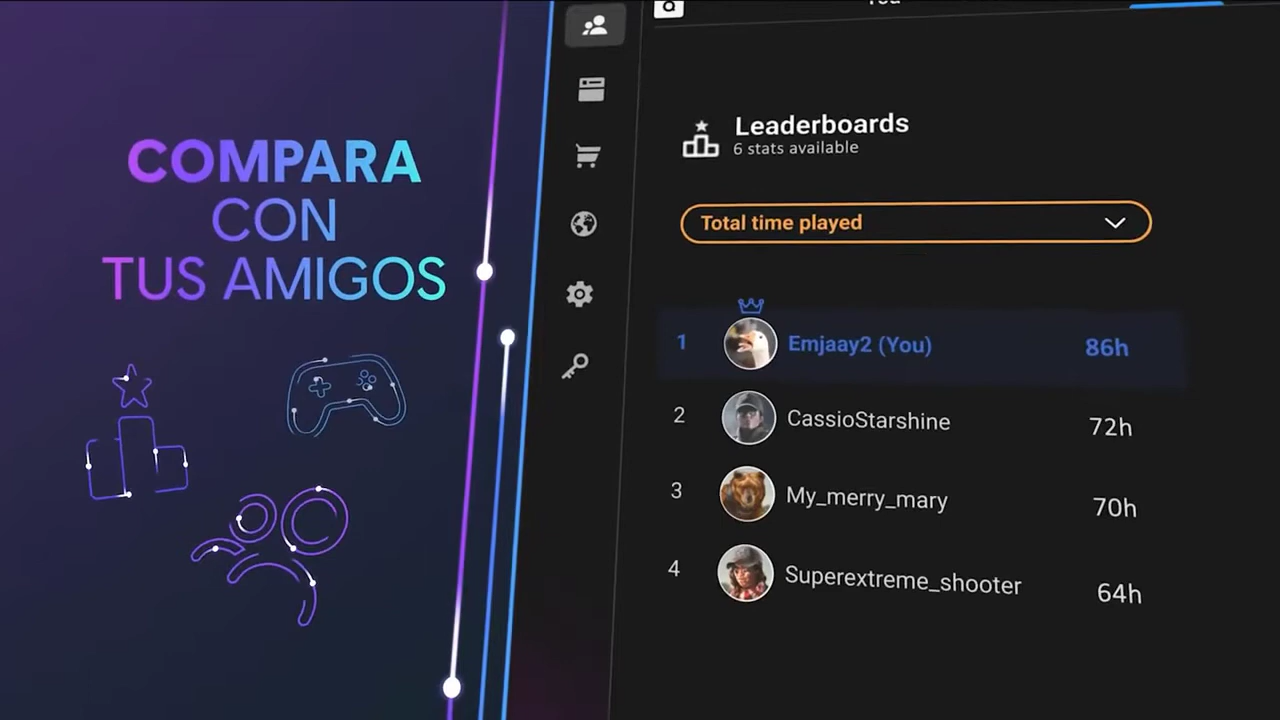 COMPARA
CON
TUS AMIGOS
Leaderboards
6 stats available
Total time played
1 Emjaay2 (You) 86h
2 CassioStarshine 72h
3 My_merry_mary 70h
4 Superextreme_shooter 64h